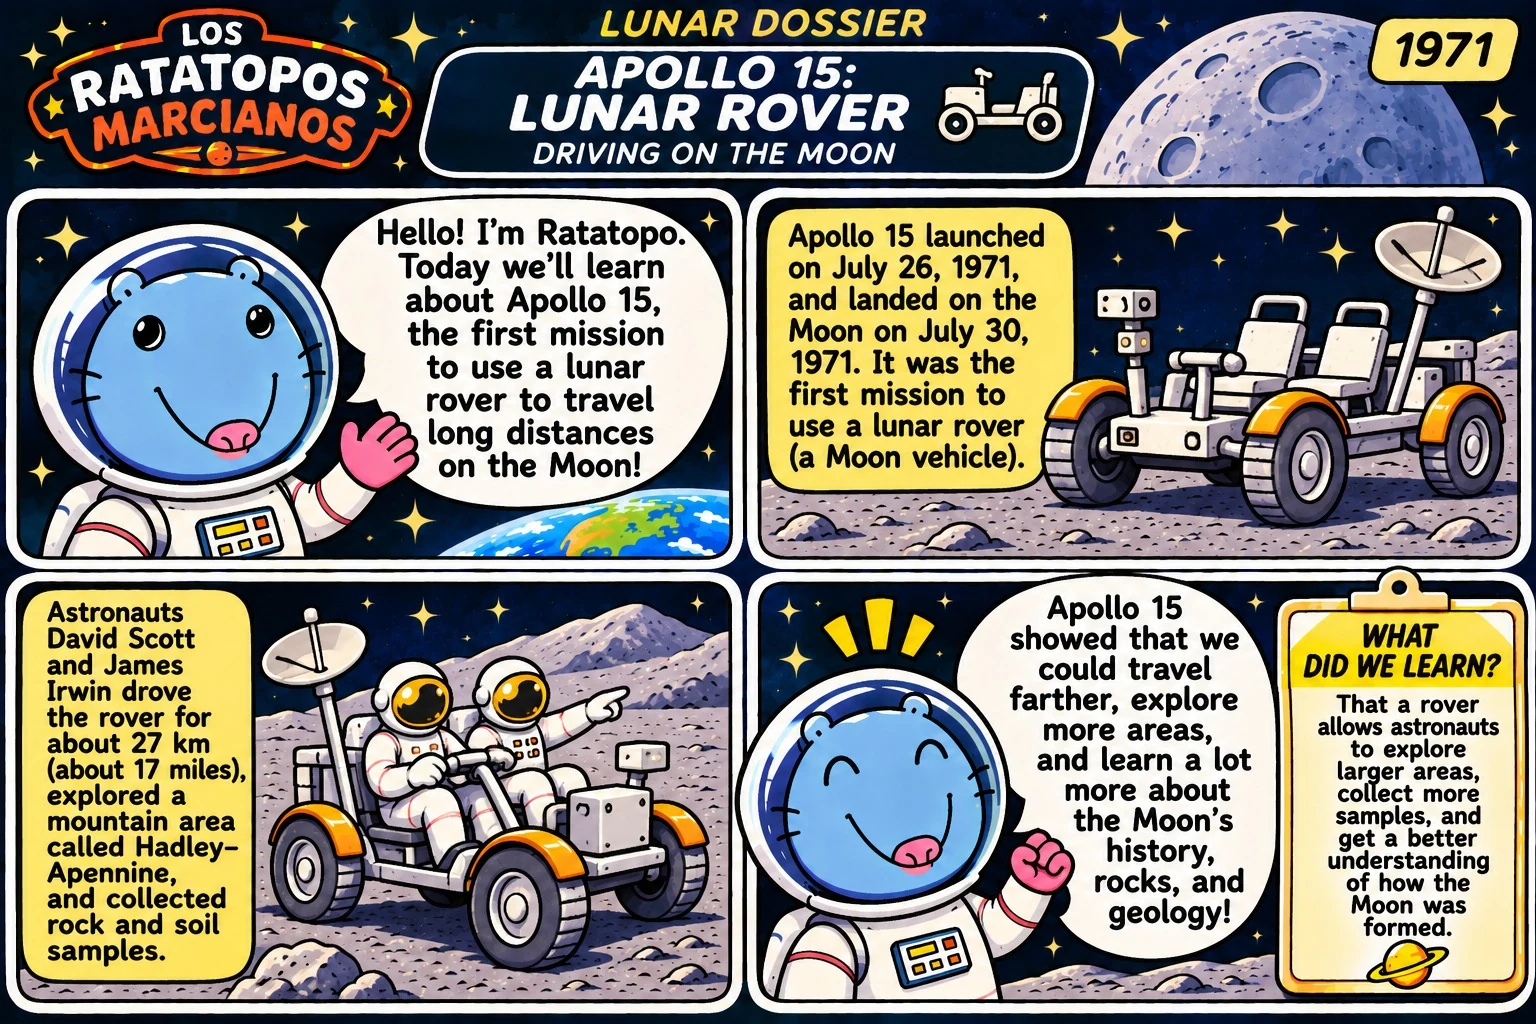 LOS
RATATOPOS
MARCIANOS
LUNAR DOSSIER
APOLLO 15:
LUNAR ROVER
DRIVING ON THE MOON
1971
Hello! I'm Ratatopo.
Today we'll learn
about Apollo 15,
the first mission
to use a lunar
rover to travel
long distances
on the Moon!
Apollo 15 launched
on July 26, 1971,
and landed on the
Moon on July 30,
1971. It was the
first mission to
use a lunar rover
(a Moon vehicle).
Astronauts
David Scott
and James
Irwin drove
the rover for
about 27 km
(about 17 miles),
explored a
mountain area
called Hadley–
Apennine,
and collected
rock and soil
samples.
Apollo 15
showed that we
could travel
farther, explore
more areas,
and learn a lot
more about
the Moon's
history,
rocks, and
geology!
WHAT
DID WE LEARN?
That a rover
allows astronauts
to explore
larger areas,
collect more
samples, and
get a better
understanding
of how the
Moon was
formed.